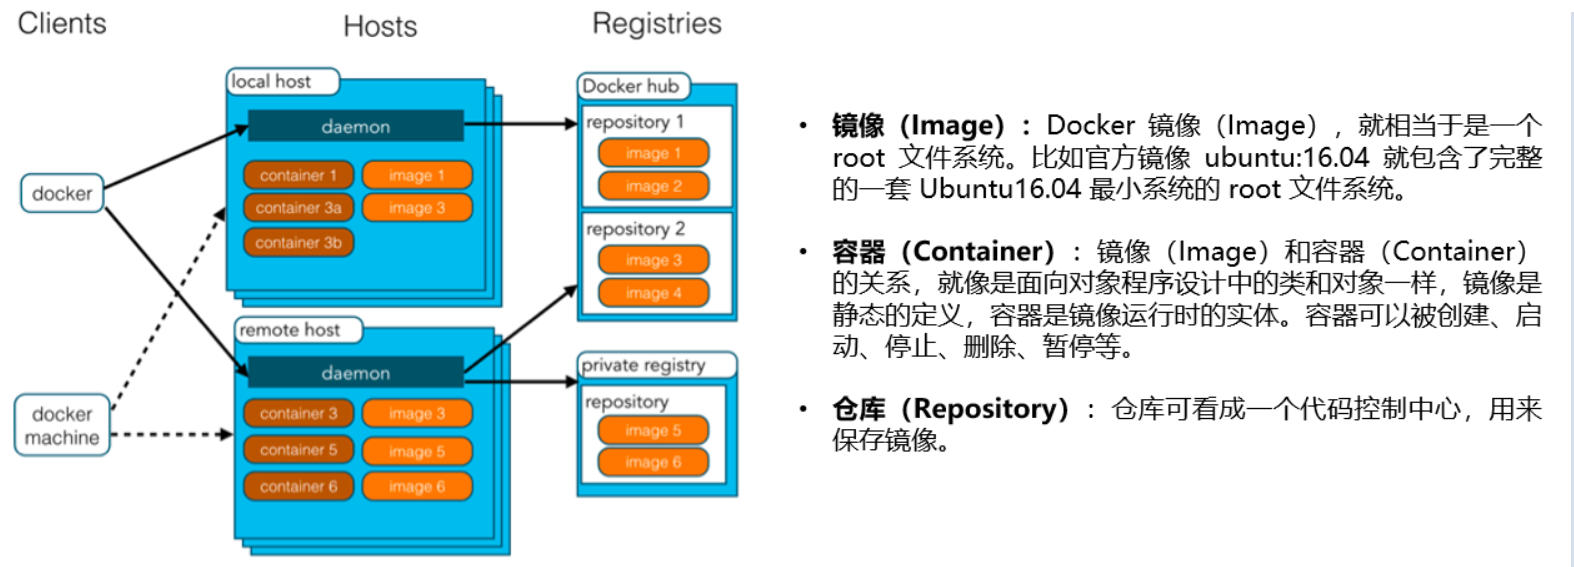 Clients
Hosts
Registries
local host
daemon
container 1
image 1
container 3a
image 3
container 3b
docker
docker
machine
remote host
daemon
container 3
image 3
container 5
image 5
container 6
image 6
Docker hub
repository 1
image 1
image 2
repository 2
image 3
image 4
private registry
repository
image 5
image 6
• 镜像（Image）：Docker 镜像（Image），就相当于是一个
root 文件系统。比如官方镜像 ubuntu:16.04 就包含了完整
的一套 Ubuntu16.04 最小系统的 root 文件系统。
• 容器（Container）：镜像（Image）和容器（Container）
的关系，就像是面向对象程序设计中的类和对象一样，镜像是
静态的定义，容器是镜像运行时的实体。容器可以被创建、启
动、停止、删除、暂停等。
• 仓库（Repository）：仓库可看成一个代码控制中心，用来
保存镜像。